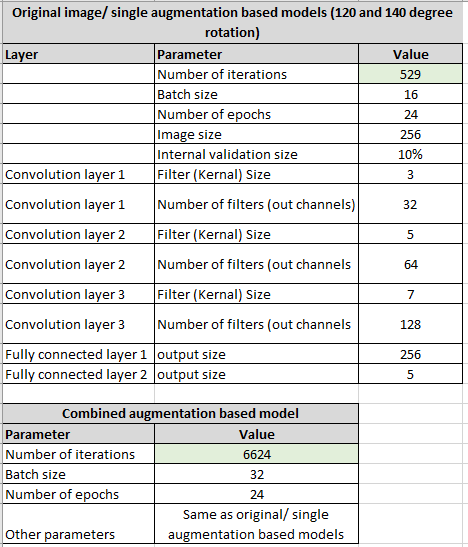 Original image/ single augmentation based models (120 and 140 degree
rotation)
Layer Parameter Value
Number of iterations 529
Batch size 16
Number of epochs 24
Image size 256
Internal validation size 10%
Convolution layer 1 Filter (Kernal) Size 3
Convolution layer 1 Number of filters (out channels) 32
Convolution layer 2 Filter (Kernal) Size 5
Convolution layer 2 Number of filters (out channels 64
Convolution layer 3 Filter (Kernal) Size 7
Convolution layer 3 Number of filters (out channels 128
Fully connected layer 1 output size 256
Fully connected layer 2 output size 5
Combined augmentation based model
Parameter Value
Number of iterations 6624
Batch size 32
Number of epochs 24
Same as original/ single
Other parameters augmentation based models